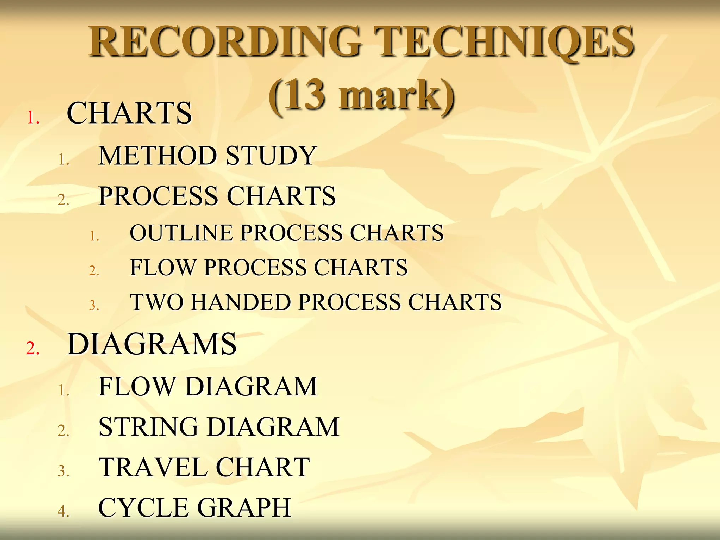 RECORDING TECHNIQES
(13 mark)
1. CHARTS
1. METHOD STUDY
2. PROCESS CHARTS
1. OUTLINE PROCESS CHARTS
2. FLOW PROCESS CHARTS
3. TWO HANDED PROCESS CHARTS
2. DIAGRAMS
1. FLOW DIAGRAM
2. STRING DIAGRAM
3. TRAVEL CHART
4. CYCLE GRAPH